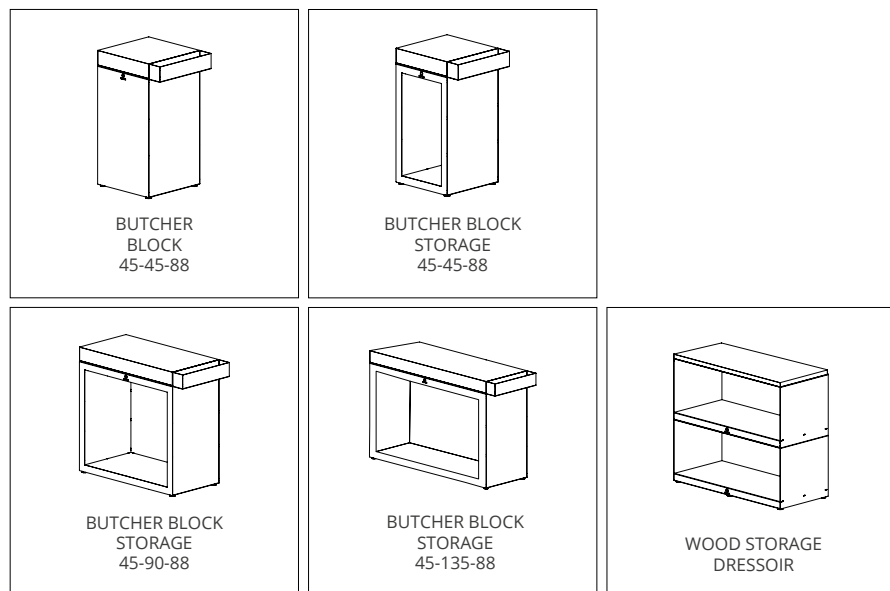 BUTCHER
BLOCK
45-45-88
BUTCHER BLOCK
STORAGE
45-45-88
BUTCHER BLOCK
STORAGE
45-90-88
BUTCHER BLOCK
STORAGE
45-135-88
WOOD STORAGE
DRESSOIR